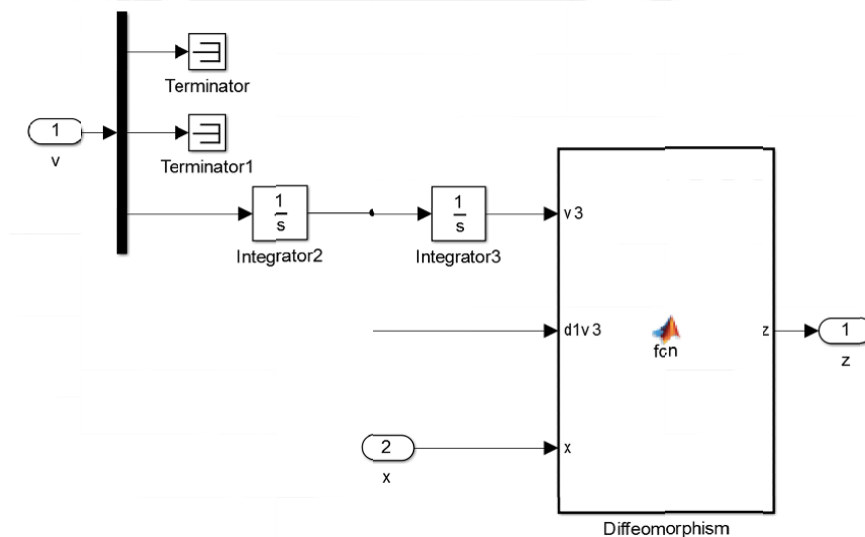 Terminator
1
v
Terminator1
1
s
Integrator2
1
s
Integrator3
v3
d1v3
x
fcn
z
Diffeomorphism
1
z
2
x